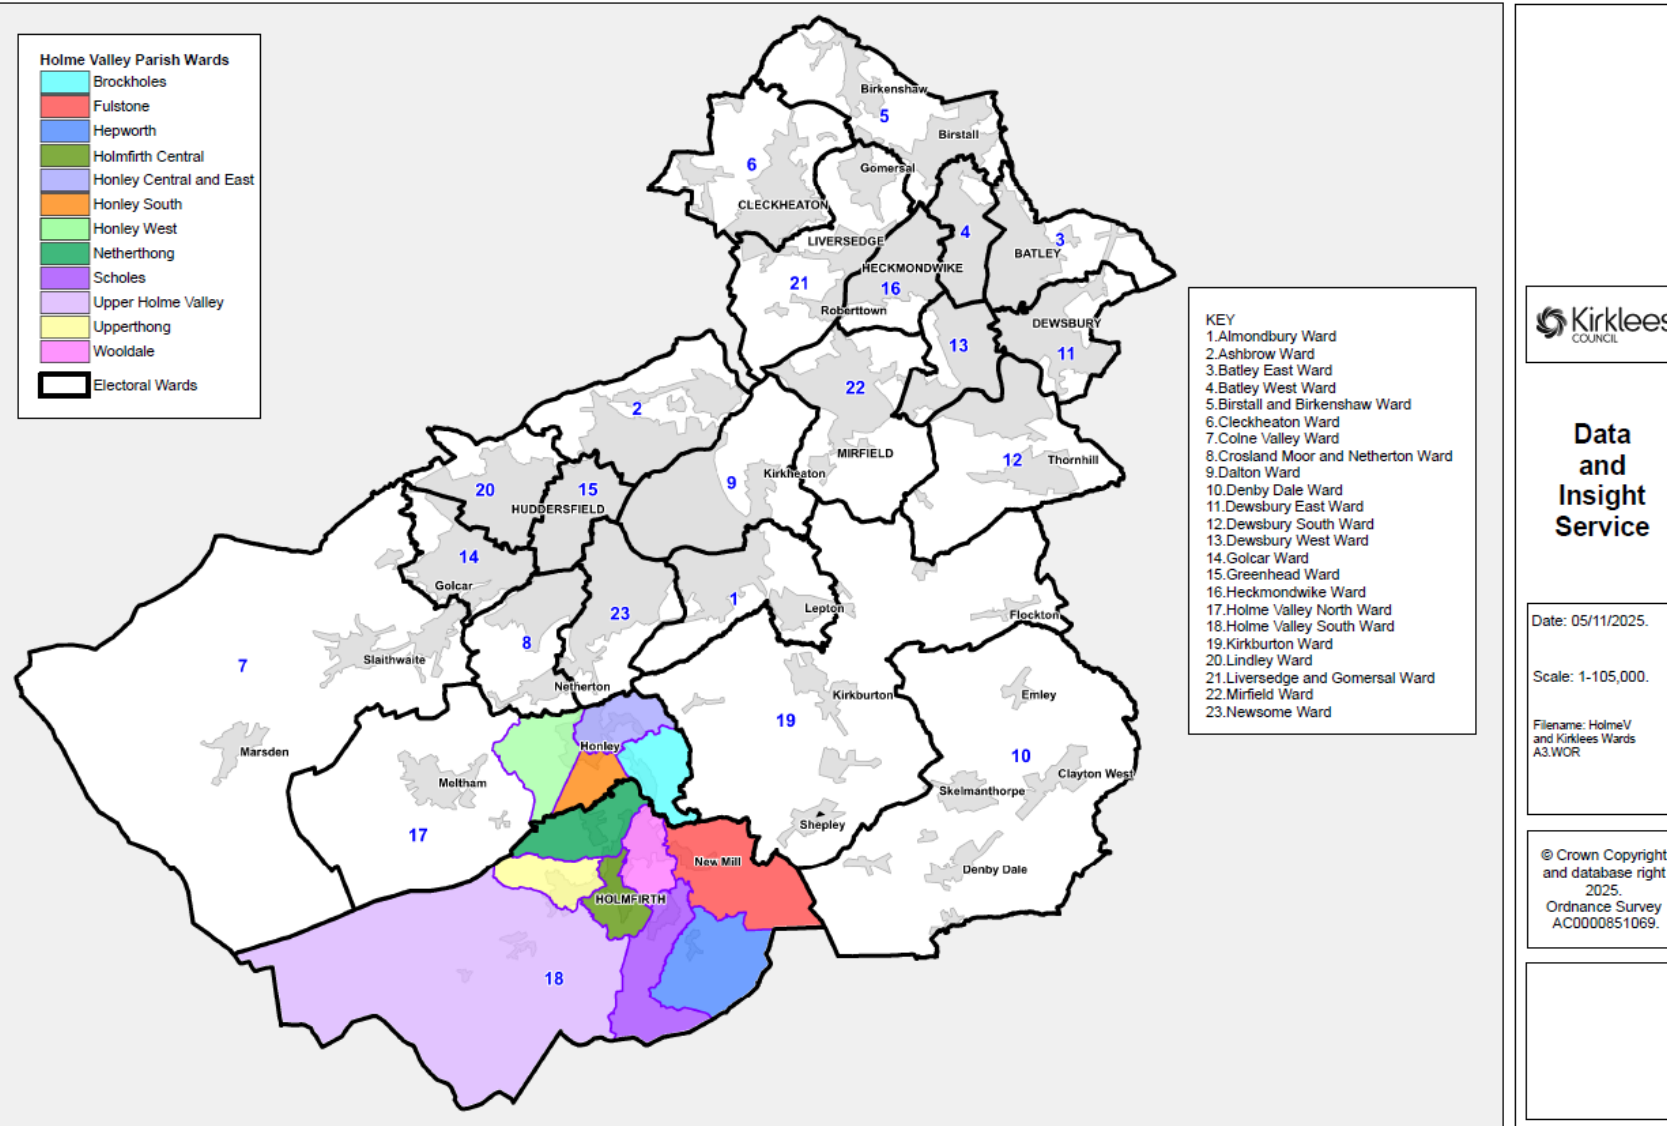 Holme Valley Parish Wards
Brockholes
Fulstone
Hepworth
Holmfirth Central
Honley Central and East
Honley South
Honley West
Netherthong
Scholes
Upper Holme Valley
Upperthong
Wooldale
Electoral Wards
Birkenshaw
5
Birstall
6
Gomersal
CLECKHEATON
4
3
LIVERSEDGE
BATLEY
HECKMONDWIKE
21
16
Roberttown
DEWSBURY
13
11
22
2
MIRFIELD
12
Thornhill
Kirkheaton
9
20
15
HUDDERSFIELD
14
Golcar
1
Lepton
23
Flockton
8
7
Slaithwaite
Netherton
Kirkburton
Emley
19
Honley
Marsden
10
Clayton West
Meltham
Skelmanthorpe
Shepley
17
New Mill
Denby Dale
HOLMFIRTH
18
KEY
1.Almondbury Ward
2.Ashbrow Ward
3.Batley East Ward
4.Batley West Ward
5.Birstall and Birkenshaw Ward
6.Cleckheaton Ward
7.Colne Valley Ward
8.Crosland Moor and Netherton Ward
9.Dalton Ward
10.Denby Dale Ward
11.Dewsbury East Ward
12.Dewsbury South Ward
13.Dewsbury West Ward
14.Golcar Ward
15.Greenhead Ward
16.Heckmondwike Ward
17.Holme Valley North Ward
18.Holme Valley South Ward
19.Kirkburton Ward
20.Lindley Ward
21.Liversedge and Gomersal Ward
22.Mirfield Ward
23.Newsome Ward
Kirklees
COUNCIL
Data
and
Insight
Service
Date: 05/11/2025.
Scale: 1-105,000.
Filename: HolmeV
and Kirklees Wards
A3.WOR
© Crown Copyright
and database right
2025.
Ordnance Survey
AC0000851069.